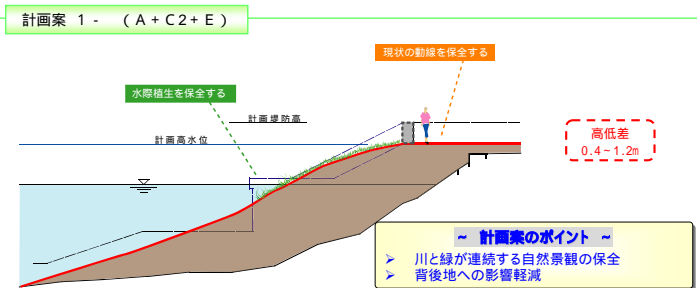 計画案 1- (A+C2+E)
現状の動線を保全する
水際植生を保全する
計画堤防高
計画高水位
高低差
0.4~1.2m
~ 計画案のポイント ~
➢ 川と緑が連続する自然景観の保全
➢ 背後地への影響軽減